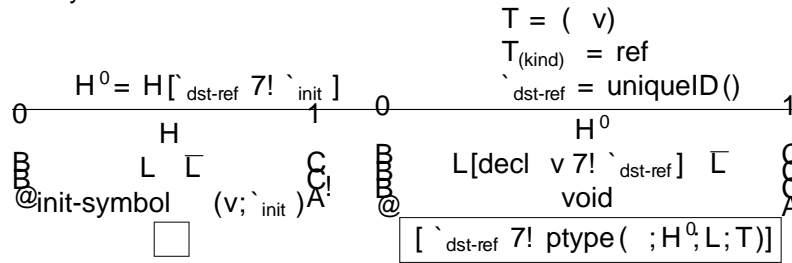 T = ( v)
T(kind) = ref
H0= H[`dst-ref 7! `init ]
`dst-ref = uniqueID()
0 1 0 1
H H0
B L L C B L[decl v 7! `dst-ref] L C
@init-symbol (v;`init )A! @ void A
[ `dst-ref 7! ptype( ;H0;L;T)]